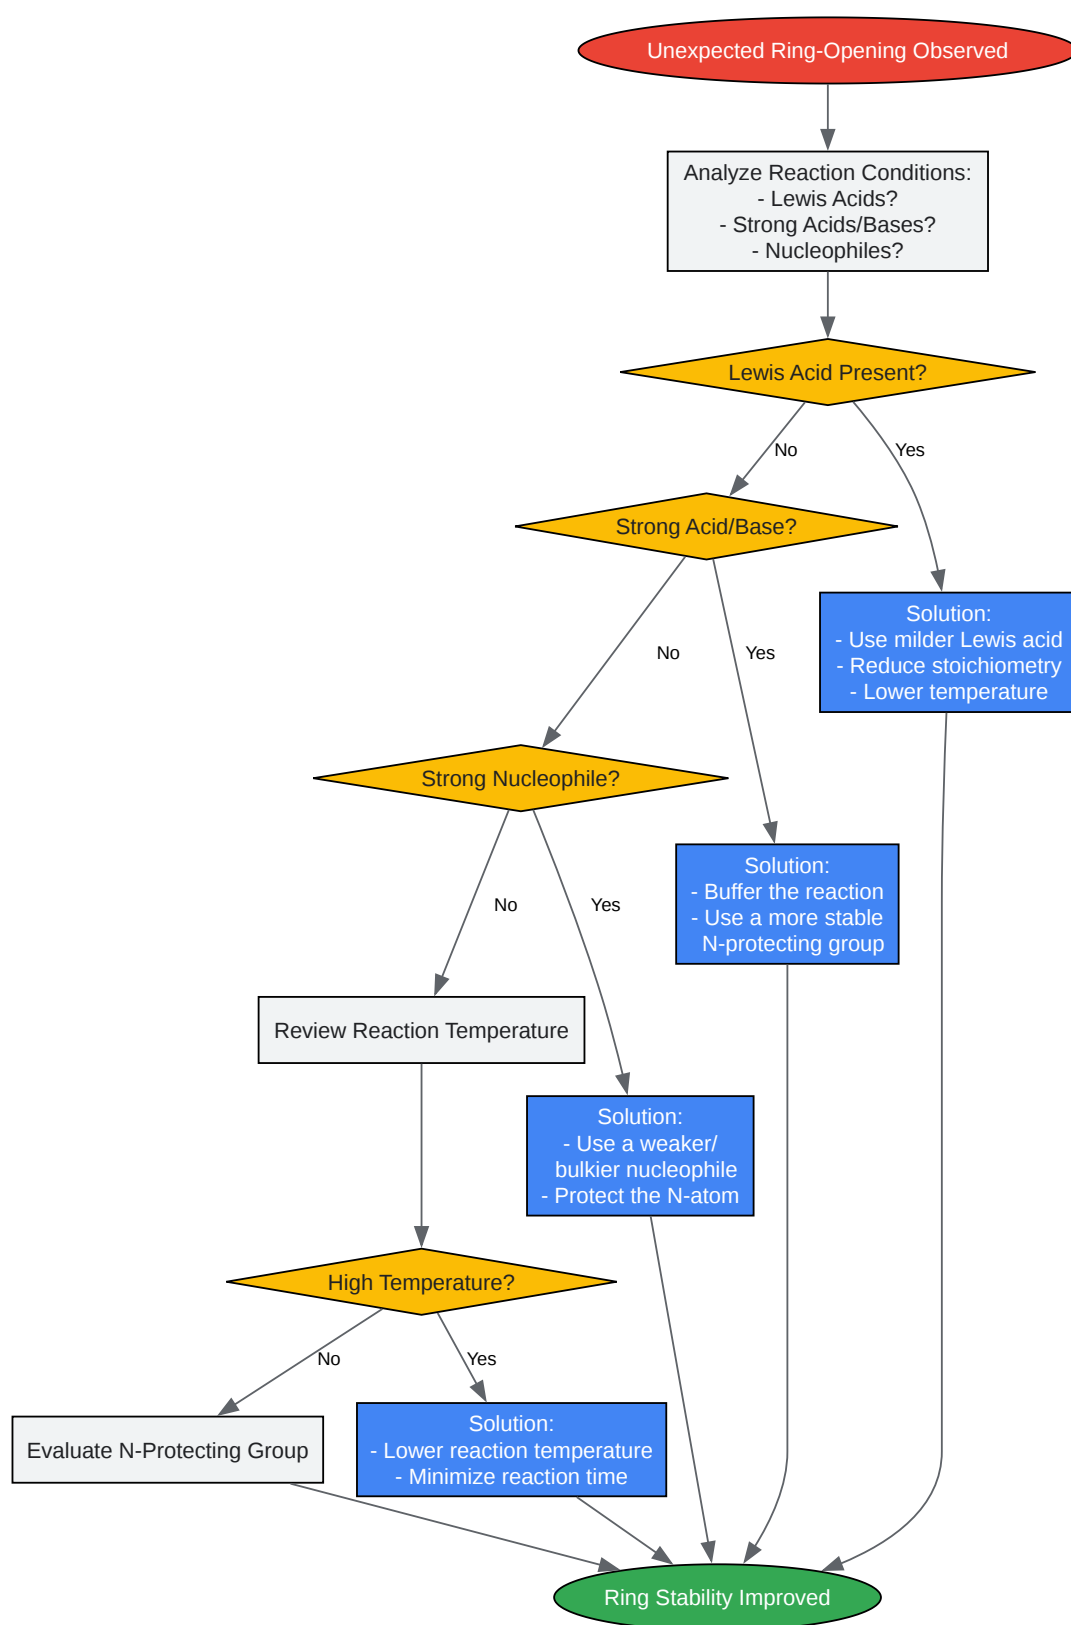 Unexpected Ring-Opening Observed
Analyze Reaction Conditions:
- Lewis Acids?
- Strong Acids/Bases?
- Nucleophiles?
Lewis Acid Present?
No
Yes
Strong Acid/Base?
Solution:
- Use milder Lewis acid
- Reduce stoichiometry
- Lower temperature
No
Yes
Strong Nucleophile?
Solution:
- Buffer the reaction
- Use a more stable
N-protecting group
No
Yes
Review Reaction Temperature
Solution:
- Use a weaker/
bulkier nucleophile
- Protect the N-atom
High Temperature?
No
Yes
Evaluate N-Protecting Group
Solution:
- Lower reaction temperature
- Minimize reaction time
Ring Stability Improved